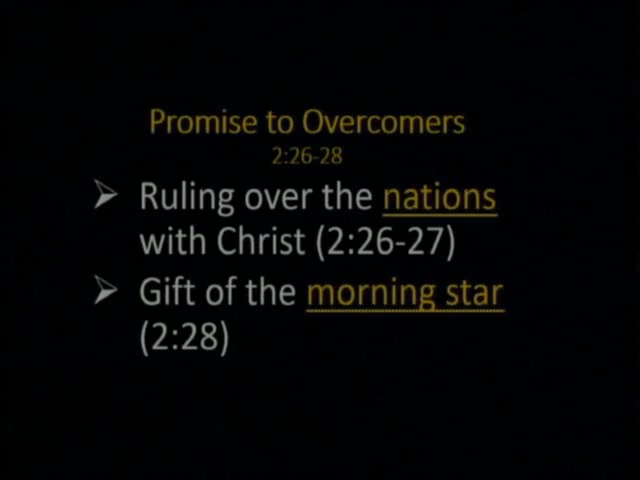 Promise to Overcomers
2:26-28
➢ Ruling over the nations
with Christ (2:26-27)
➢ Gift of the morning star
(2:28)